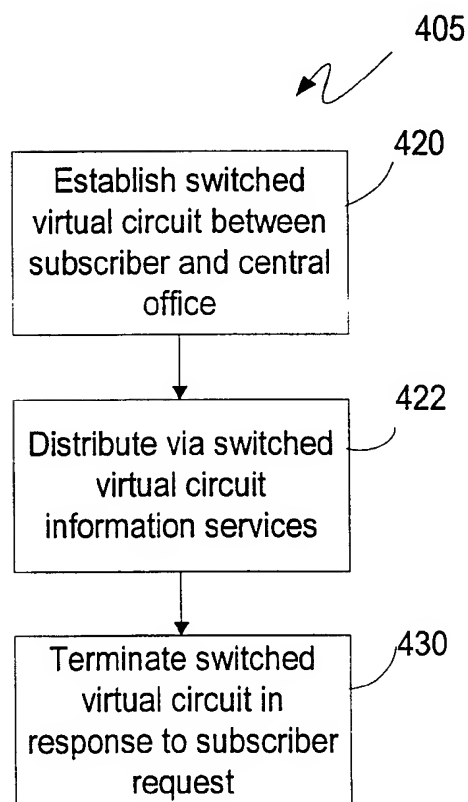 405
420
Establish switched
virtual circuit between
subscriber and central
office
422
Distribute via switched
virtual circuit
information services
430
Terminate switched
virtual circuit in
response to subscriber
request